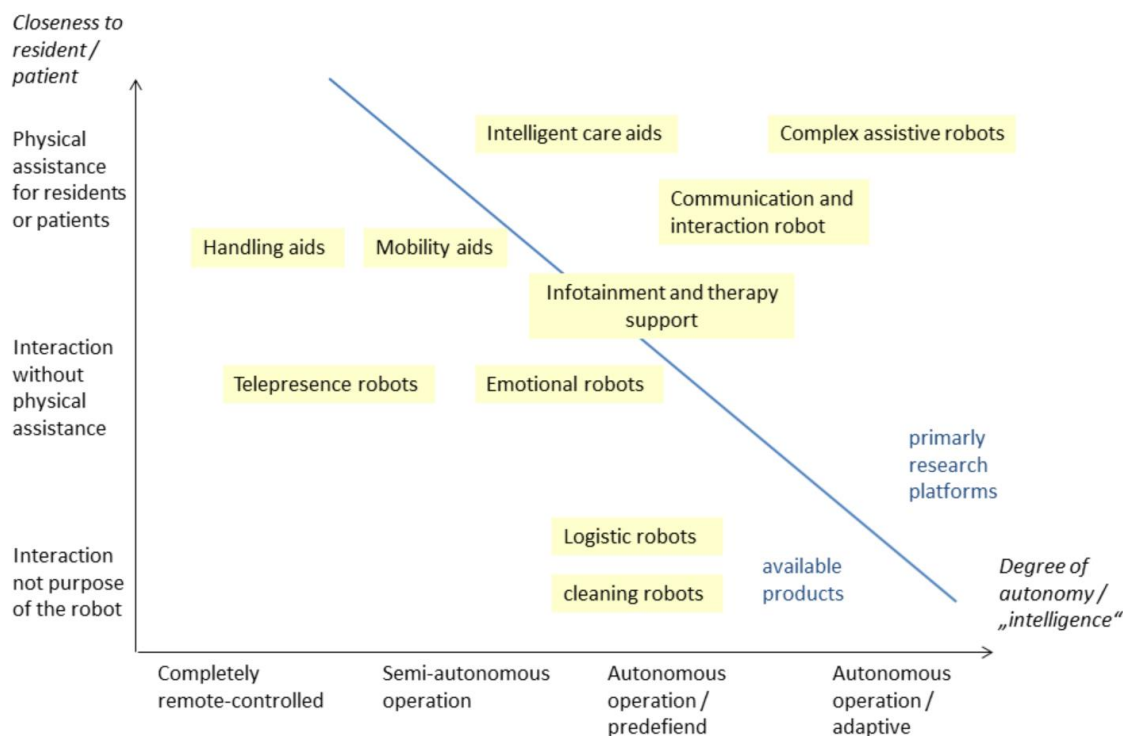 Closeness to
resident /
patient
Physical
assistance
for residents
or patients
Intelligent care aids
Complex assistive robots
Communication and
interaction robot
Handling aids
Mobility aids
Infotainment and therapy
support
Interaction
without
physical
assistance
Telepresence robots
Emotional robots
primarly
research
platforms
Interaction
not purpose
of the robot
Logistic robots
cleaning robots
available
products
Degree of
autonomy /
„intelligence“
Completely
remote-controlled
Semi-autonomous
operation
Autonomous
operation /
predefiend
Autonomous
operation /
adaptive